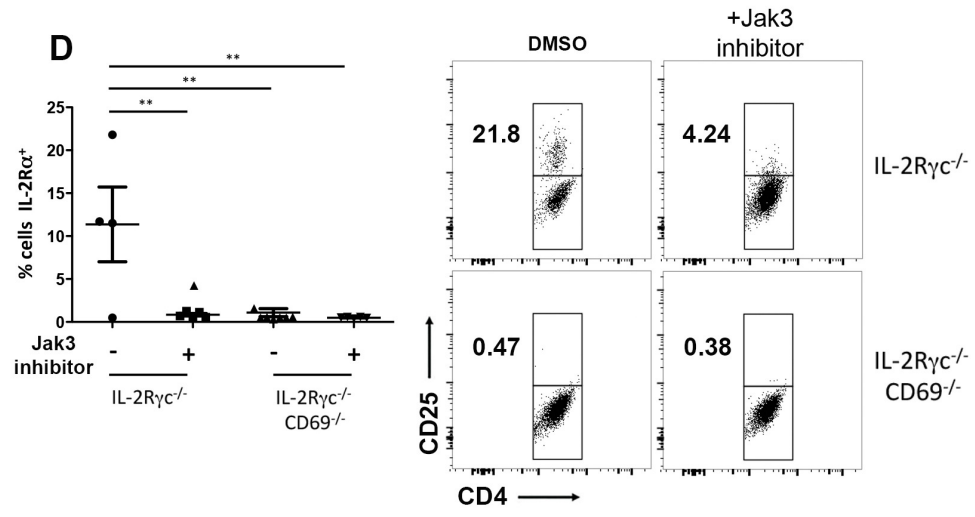 D
**
**
**
25
20
15
10
5
0
% cells IL-2Rα⁺
Jak3
inhibitor
- + - +
IL-2Rγc⁻/⁻
IL-2Rγc⁻/⁻
CD69⁻/⁻
DMSO
+Jak3
inhibitor
21.8
4.24
IL-2Rγc⁻/⁻
0.47
0.38
IL-2Rγc⁻/⁻
CD69⁻/⁻
CD25
CD4